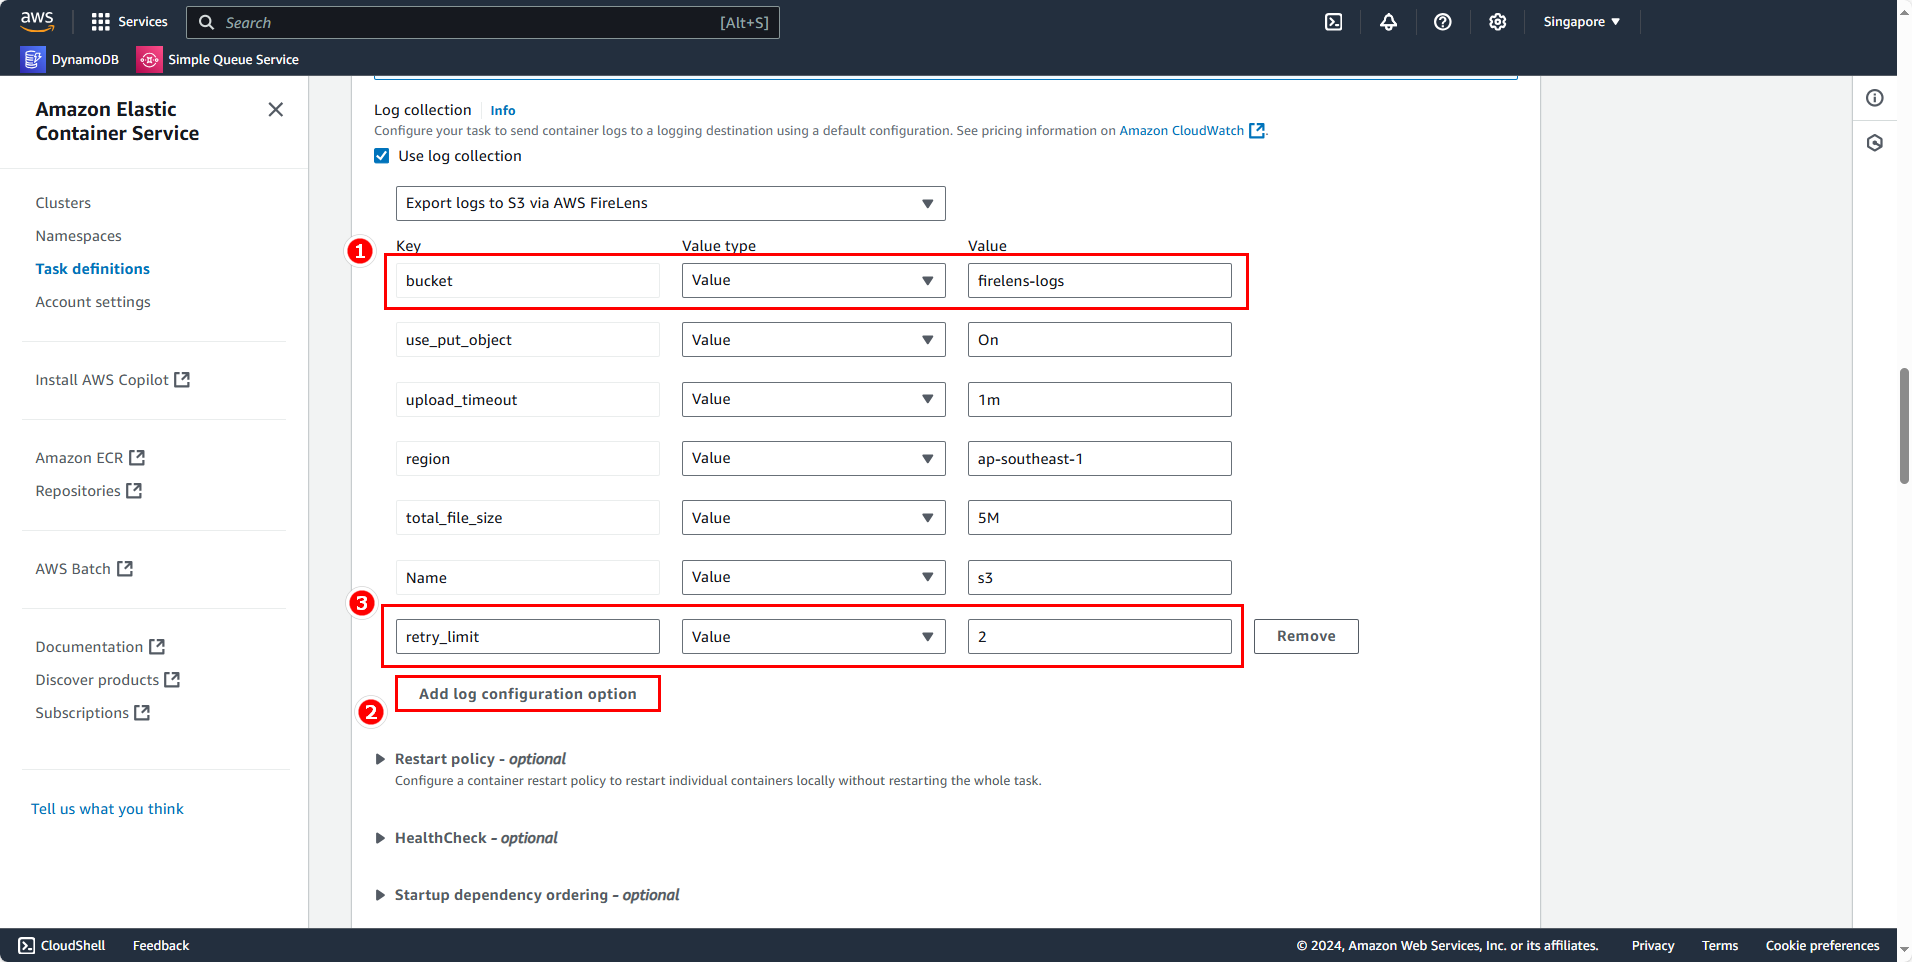 aws
Services
Search
[Alt+S]
Singapore
DynamoDB
Simple Queue Service
Amazon Elastic
Container Service
Clusters
Namespaces
Task definitions
Account settings
Install AWS Copilot
Amazon ECR
Repositories
AWS Batch
Documentation
Discover products
Subscriptions
Tell us what you think
Log collection Info
Configure your task to send container logs to a logging destination using a default configuration. See pricing information on Amazon CloudWatch.
Use log collection
Export logs to S3 via AWS FireLens
1
Key Value type Value
bucket Value firelens-logs
use_put_object Value On
upload_timeout Value 1m
region Value ap-southeast-1
total_file_size Value 5M
Name Value s3
3
retry_limit Value 2 Remove
Add log configuration option
2
Restart policy - optional
Configure a container restart policy to restart individual containers locally without restarting the whole task.
HealthCheck - optional
Startup dependency ordering - optional
CloudShell Feedback © 2024, Amazon Web Services, Inc. or its affiliates. Privacy Terms Cookie preferences